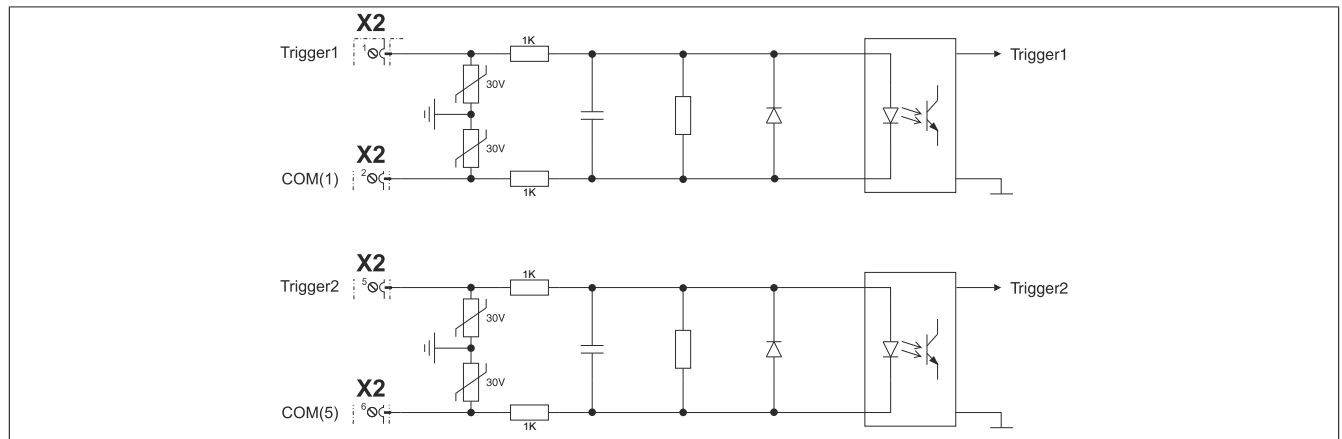 X2
Trigger1
1
1K
Trigger1
30V
30V
X2
COM(1)
2
1K
X2
Trigger2
5
1K
Trigger2
30V
30V
X2
COM(5)
6
1K